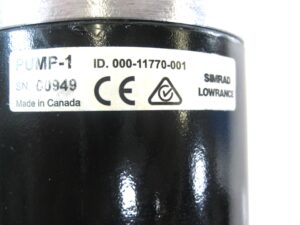 PUMP-1 ID. 000-11770-001
SN. 00949 SIMRAD
Made in Canada CE LOWRANCE